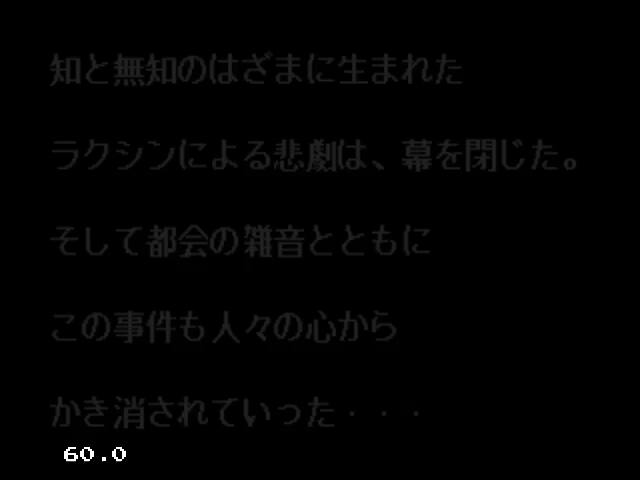 知と無知のはざまに生まれた
ラクシンによる悲劇は、幕を閉じた。
そして都会の雑音とともに
この事件も人々の心から
かき消されていった・・・
60.0